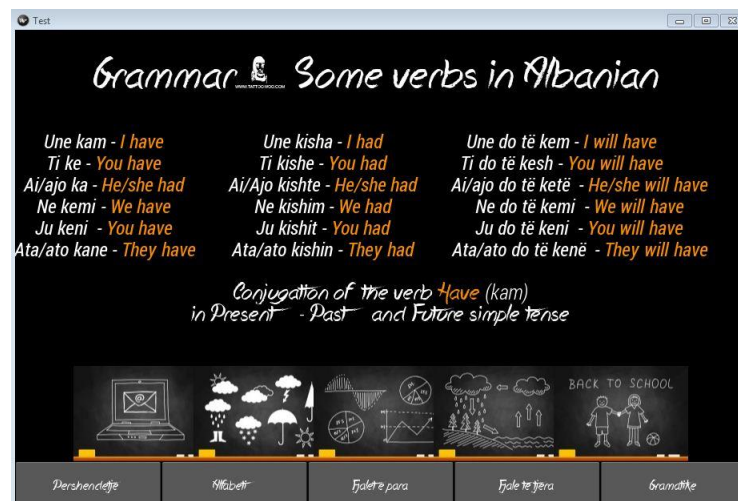 Test
Grammar Some verbs in Albanian
WWW.TATTOOWOO.COM
Une kam - I have
Ti ke - You have
Ai/ajo ka - He/she had
Ne kemi - We have
Ju keni - You have
Ata/ato kane - They have
Une kisha - I had
Ti kishe - You had
Ai/Ajo kishte - He/she had
Ne kishim - We had
Ju kishit - You had
Ata/ato kishin - They had
Une do të kem - I will have
Ti do të kesh - You will have
Ai/ajo do të ketë - He/she will have
Ne do të kemi - We will have
Ju do të keni - You will have
Ata/ato do të kenë - They will have
Conjugation of the verb Have (kam)
in Present - Past and Future simple tense
BACK TO SCHOOL
Pershendetje
Alfabeti
Fjalet e para
Fjale te tjera
Gramatike